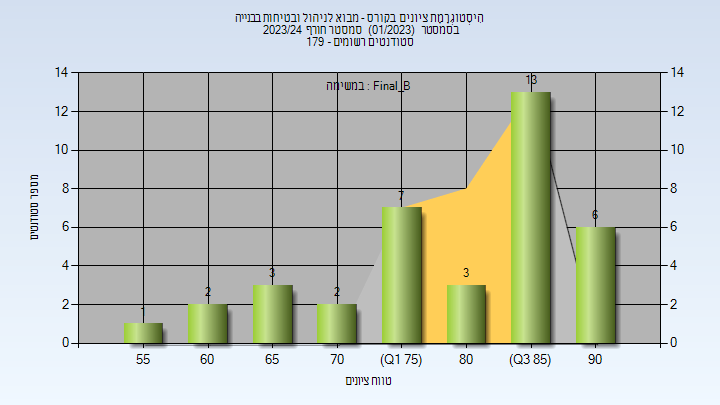 היסטוגרמת ציונים בקורס - מבוא לניהול ובטיחות בבנייה
בסמסטר (01/2023) סמסטר חורף 2023/24
סטודנטים רשומים - 179
במשימה : Final_B
14 14
12 12
10 10
8 8
6 6
4 4
2 2
0 0
1 2 3 2 7 3 13 6
55 60 65 70 (Q1 75) 80 (Q3 85) 90
מספר סטודנטים
טווח ציונים